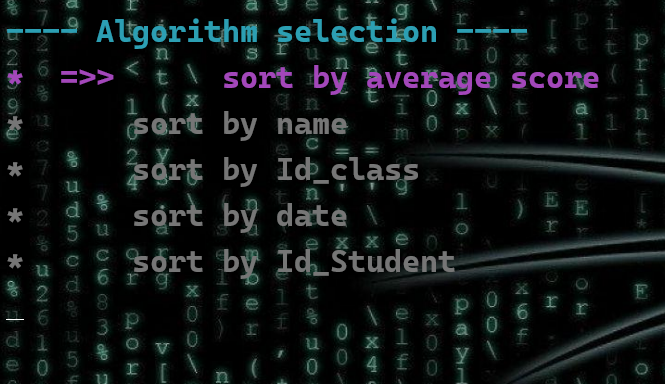 ---- Algorithm selection ----
* =>> sort by average score
* sort by name
* sort by Id_class
* sort by date
* sort by Id_Student
_